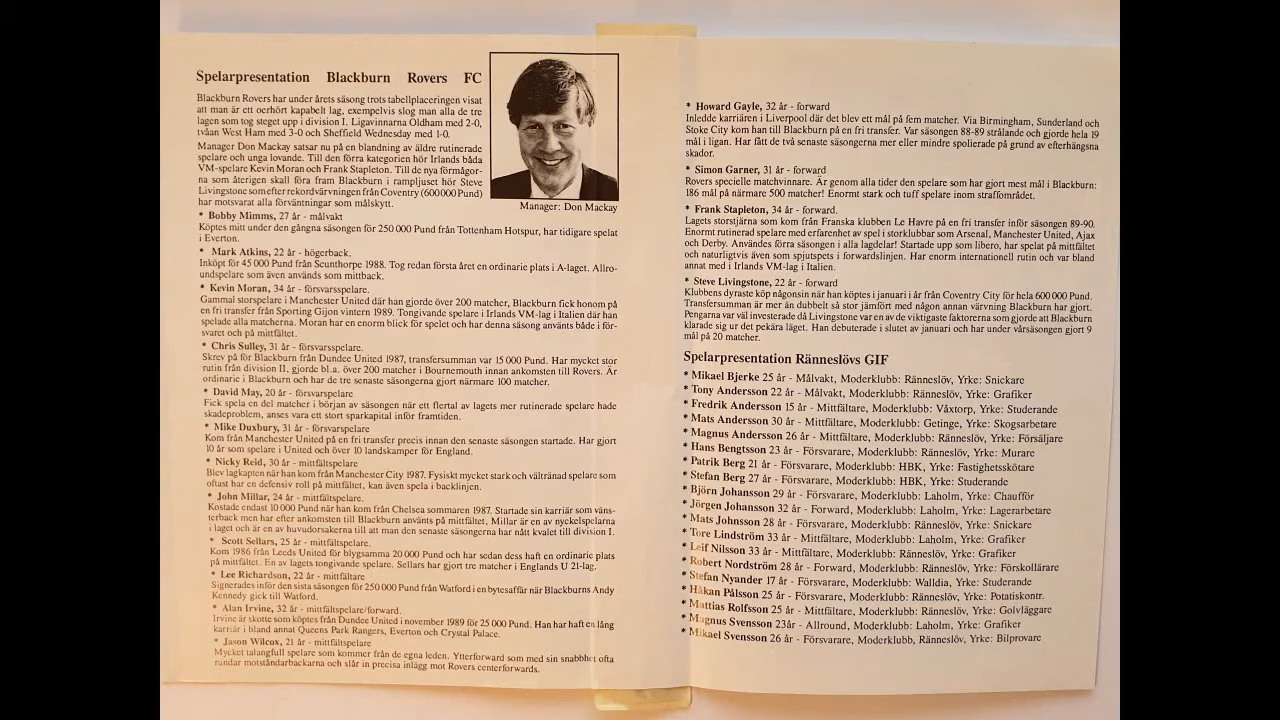 Spelarpresentation Blackburn Rovers FC
Blackburn Rovers har under årets säsong trots tabellplaceringen visat
att man är ett oerhört kapabelt lag, exempelvis slog man alla de tre
lagen som tog steget upp i division I. Ligavinnarna Oldham med 2-0,
tvåan West Ham med 3-0 och Sheffield Wednesday med 1-0.
Manager Don Mackay satsar nu på en blandning av äldre rutinerade
spelare och unga lovande. Till den förra kategorien hör Irlands båda
VM-spelare Kevin Moran och Frank Stapleton. Till de nya förmågor-
na som återigen skall föra fram Blackburn i rampljuset hör Steve
Livingstone som efter rekordvärvningen från Coventry (600 000 Pund)
har motsvarat alla förväntningar som målskytt.
Manager: Don Mackay
* Bobby Mimms, 27 år - målvakt
Köptes mitt under den gångna säsongen för 250 000 Pund från Tottenham Hotspur, har tidigare spelat
i Everton.
* Mark Atkins, 22 år - högerback.
Inköpt för 45 000 Pund från Scunthorpe 1988. Tog redan första året en ordinarie plats i A-laget. Allro-
undspelare som även används som mittback.
* Kevin Moran, 34 år - försvarsspelare.
Gammal storspelare i Manchester United där han gjorde över 200 matcher, Blackburn fick honom på
en fri transfer från Sporting Gijon vintern 1989. Tongivande spelare i Irlands VM-lag i Italien där han
spelade alla matcherna. Moran har en enorm blick för spelet och har denna säsong använts både i för-
svaret och på mittfältet.
* Chris Sulley, 31 år - försvarsspelare.
Skrev på för Blackburn från Dundee United 1987, transfersumman var 15 000 Pund. Har mycket stor
rutin från division II, gjorde bl.a. över 200 matcher i Bournemouth innan ankomsten till Rovers. Är
ordinarie i Blackburn och har de tre senaste säsongerna gjort närmare 100 matcher.
* David May, 20 år - försvarspelare
Fick spela en del matcher i början av säsongen när ett flertal av lagets mer rutinerade spelare hade
skadeproblem, anses vara ett stort sparkapital inför framtiden.
* Mike Duxbury, 31 år - försvarspelare
Kom från Manchester United på en fri transfer precis innan den senaste säsongen startade. Har gjort
10 år som spelare i United och över 10 landskamper för England.
* Nicky Reid, 30 år - mittfältspelare
Blev lagkapten när han kom från Manchester City 1987. Fysiskt mycket stark och vältränad spelare som
oftast har en defensiv roll på mittfältet, kan även spela i backlinjen.
* John Millar, 24 år - mittfältspelare.
Kostade endast 10 000 Pund när han kom från Chelsea sommaren 1987. Startade sin karriär som väns-
terback men har efter ankomsten till Blackburn använts på mittfältet, Millar är en av nyckelspelarna
i laget och är en av huvudorsakerna till att man den senaste säsongerna har nått kvalet till division I.
* Scott Sellars, 25 år - mittfältspelare.
Kom 1986 från Leeds United för blygsamma 20 000 Pund och har sedan dess haft en ordinarie plats
på mittfältet. En av lagets tongivande spelare. Sellars har gjort tre matcher i Englands U 21-lag.
* Lee Richardson, 22 år - mittfältare
Signerades inför den sista säsongen för 250 000 Pund från Watford i en bytesaffär när Blackburns Andy
Kennedy gick till Watford.
* Alan Irvine, 32 år - mittfältspelare/forward.
Irvine är skotte som köptes från Dundee United i november 1989 för 25 000 Pund. Han har haft en lång
karriär i bland annat Queens Park Rangers, Everton och Crystal Palace.
* Jason Wilcox, 21 år - mittfältspelare
Mycket talangfull spelare som kommer från de egna leden. Ytterforward som med sin snabbhet ofta
rundar motståndarbackarna och slår in precisa inlägg mot Rovers centerforwards.
* Howard Gayle, 32 år - forward
Inledde karriären i Liverpool där det blev ett mål på fem matcher. Via Birmingham, Sunderland och
Stoke City kom han till Blackburn på en fri transfer. Var säsongen 88-89 strålande och gjorde hela 19
mål i ligan. Har fått de två senaste säsongerna mer eller mindre spolierade på grund av efterhängsna
skador.
* Simon Garner, 31 år - forward
Rovers specielle matchvinnare. Är genom alla tider den spelare som har gjort mest mål i Blackburn:
186 mål på närmare 500 matcher! Enormt stark och tuff spelare inom straffområdet.
* Frank Stapleton, 34 år - forward.
Lagets storstjärna som kom från Franska klubben Le Havre på en fri transfer inför säsongen 89-90.
Enormt rutinerad spelare med erfarenhet av spel i storklubbar som Arsenal, Manchester United, Ajax
och Derby. Användes förra säsongen i alla lagdelar! Startade upp som libero, har spelat på mittfältet
och naturligtvis även som spjutspets i forwardslinjen. Har enorm internationell rutin och var bland
annat med i Irlands VM-lag i Italien.
* Steve Livingstone, 22 år - forward
Klubbens dyraste köp någonsin när han köptes i januari i år från Coventry City för hela 600 000 Pund.
Transfersumman är mer än dubbelt så stor jämfört med någon annan värvning Blackburn har gjort.
Pengarna var väl investerade då Livingstone var en av de viktigaste faktorerna som gjorde att Blackburn
klarade sig ur det pekära läget. Han debuterade i slutet av januari och har under vårsäsongen gjort 9
mål på 20 matcher.
Spelarpresentation Ränneslövs GIF
* Mikael Bjerke 25 år - Målvakt, Moderklubb: Ränneslöv, Yrke: Snickare
* Tony Andersson 22 år - Målvakt, Moderklubb: Ränneslöv, Yrke: Grafiker
* Fredrik Andersson 15 år - Mittfältare, Moderklubb: Våxtorp, Yrke: Studerande
* Mats Andersson 30 år - Mittfältare, Moderklubb: Getinge, Yrke: Skogsarbetare
* Magnus Andersson 26 år - Mittfältare, Moderklubb: Ränneslöv, Yrke: Försäljare
* Hans Bengtsson 23 år - Försvarare, Moderklubb: Ränneslöv, Yrke: Murare
* Patrik Berg 21 år - Försvarare, Moderklubb: HBK, Yrke: Fastighetsskötare
* Stefan Berg 27 år - Försvarare, Moderklubb: HBK, Yrke: Studerande
* Björn Johansson 29 år - Försvarare, Moderklubb: Laholm, Yrke: Chaufför
* Jörgen Johansson 32 år - Forward, Moderklubb: Laholm, Yrke: Lagerarbetare
* Mats Johnsson 28 år - Försvarare, Moderklubb: Ränneslöv, Yrke: Snickare
* Tore Lindström 33 år - Mittfältare, Moderklubb: Laholm, Yrke: Grafiker
* Leif Nilsson 33 år - Mittfältare, Moderklubb: Ränneslöv, Yrke: Grafiker
* Robert Nordström 28 år - Forward, Moderklubb: Ränneslöv, Yrke: Förskollärare
* Stefan Nyander 17 år - Försvarare, Moderklubb: Walldia, Yrke: Studerande
* Håkan Pålsson 25 år - Försvarare, Moderklubb: Ränneslöv, Yrke: Potatiskontr.
* Mattias Rolfsson 25 år - Mittfältare, Moderklubb: Ränneslöv, Yrke: Golvläggare
* Magnus Svensson 23år - Allround, Moderklubb: Laholm, Yrke: Grafiker
* Mikael Svensson 26 år - Försvarare, Moderklubb, Ränneslöv, Yrke: Bilprovare